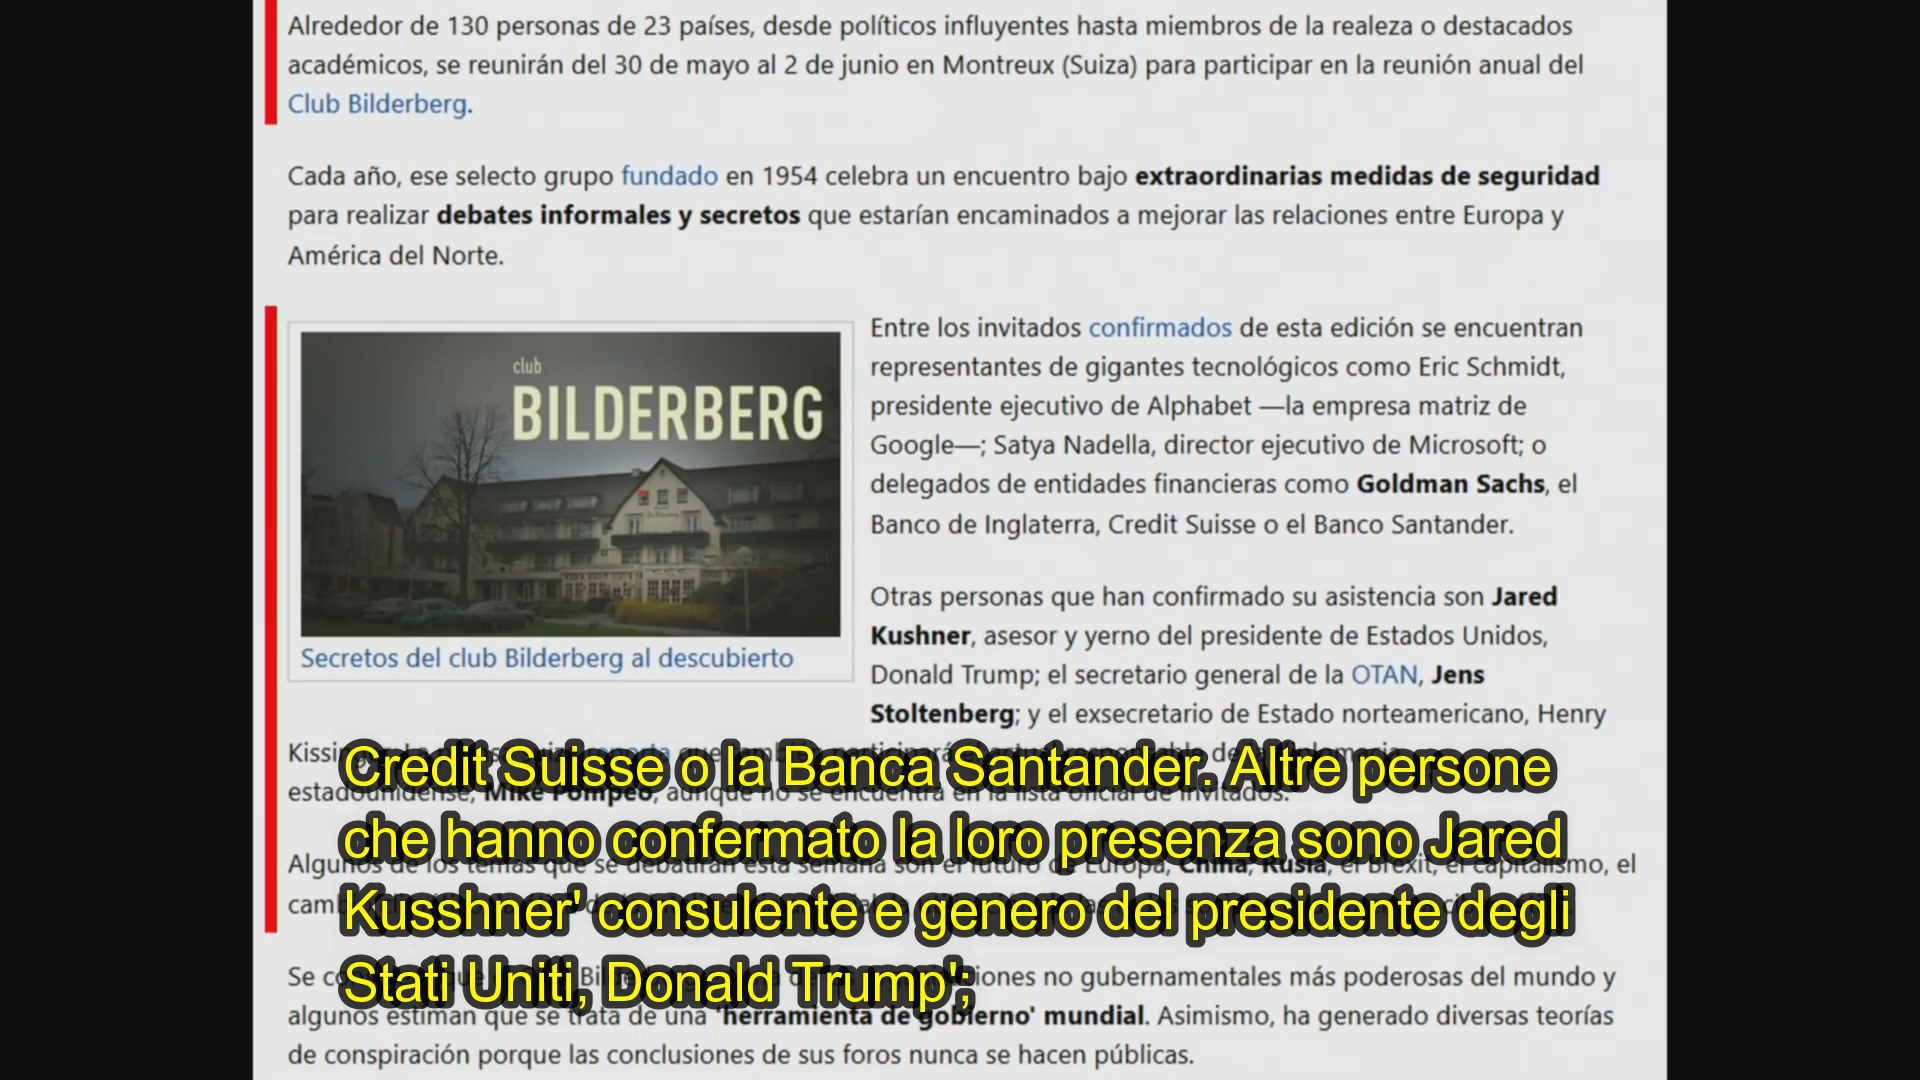 Alrededor de 130 personas de 23 países, desde políticos influyentes hasta miembros de la realeza o destacados
académicos, se reunirán del 30 de mayo al 2 de junio en Montreux (Suiza) para participar en la reunión anual del
Club Bilderberg.
Cada año, ese selecto grupo fundado en 1954 celebra un encuentro bajo extraordinarias medidas de seguridad
para realizar debates informales y secretos que estarían encaminados a mejorar las relaciones entre Europa y
América del Norte.
club
BILDERBERG
Secretos del club Bilderberg al descubierto
Entre los invitados confirmados de esta edición se encuentran
representantes de gigantes tecnológicos como Eric Schmidt,
presidente ejecutivo de Alphabet —la empresa matriz de
Google—; Satya Nadella, director ejecutivo de Microsoft; o
delegados de entidades financieras como Goldman Sachs, el
Banco de Inglaterra, Credit Suisse o el Banco Santander.
Otras personas que han confirmado su asistencia son Jared
Kushner, asesor y yerno del presidente de Estados Unidos,
Donald Trump; el secretario general de la OTAN, Jens
Stoltenberg; y el exsecretario de Estado norteamericano, Henry
estadounidense, Mike Pompeo, aunque no se encuentra en la lista oficial de invitados.
Algunos de los temas que se debatirán esta semana son el futuro de Europa, China, Rusia, el Brexit, el capitalismo, el
Se no gubernamentales más poderosas del mundo y
algunos estiman que se trata de una 'herramienta de gobierno' mundial. Asimismo, ha generado diversas teorías
de conspiración porque las conclusiones de sus foros nunca se hacen públicas.
Credit Suisse o la Banca Santander. Altre persone
che hanno confermato la loro presenza sono Jared
Kusshner' consulente e genero del presidente degli
Stati Uniti, Donald Trump';